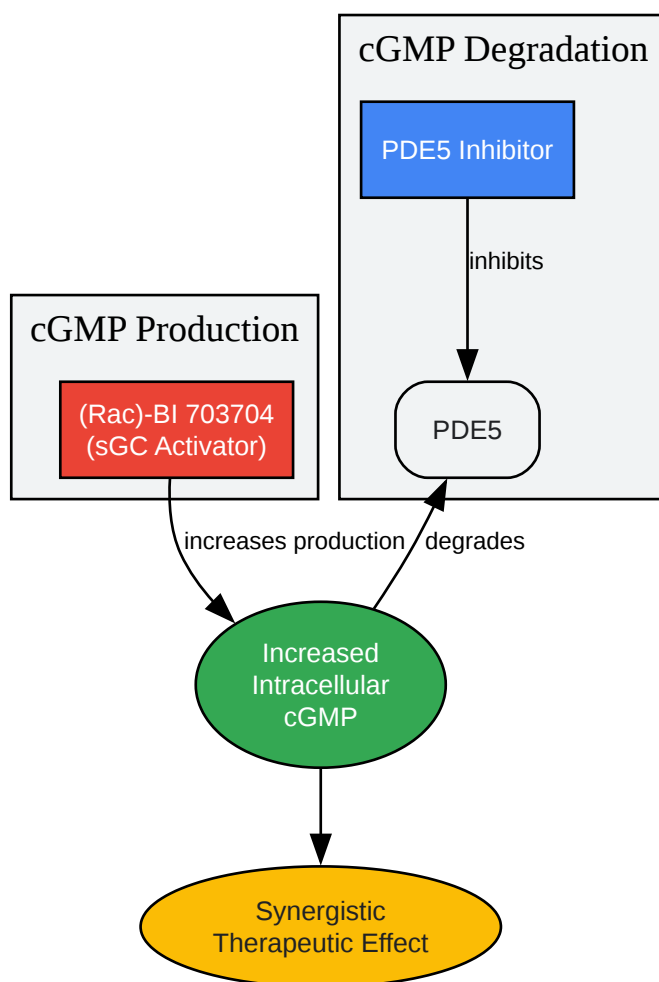 cGMP Degradation
PDE5 Inhibitor
inhibits
cGMP Production
(Rac)-BI 703704
(sGC Activator)
PDE5
increases production
degrades
Increased
Intracellular
cGMP
Synergistic
Therapeutic Effect